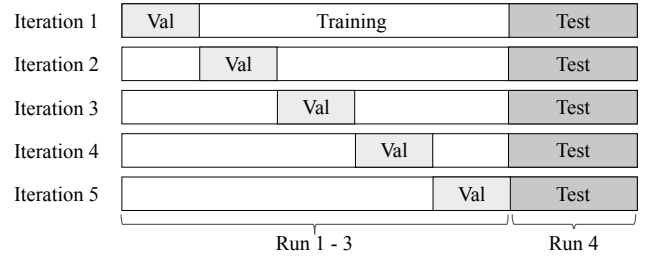 Iteration 1 Val Training Test
Iteration 2 Val Test
Iteration 3 Val Test
Iteration 4 Val Test
Iteration 5 Val Test
Run 1 - 3 Run 4